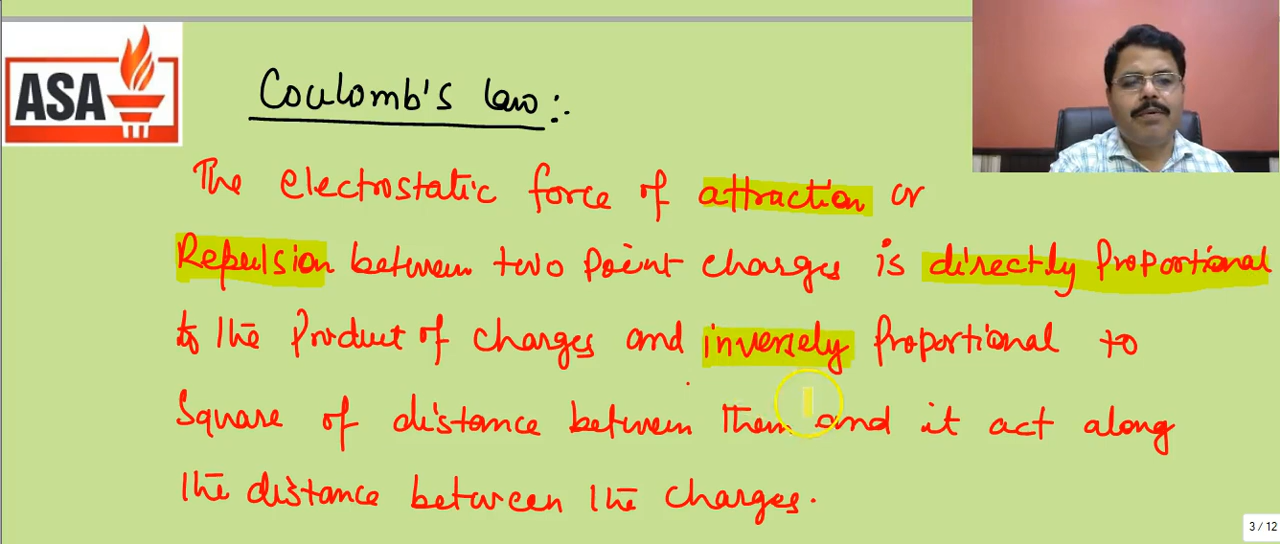 ASA
Coulomb's law :.
The electrostatic force of attraction or
Repulsion between two point charges is directly proportional
to the product of charges and inversely proportional to
Square of distance between them and it act along
the distance between the charges.
3 / 12